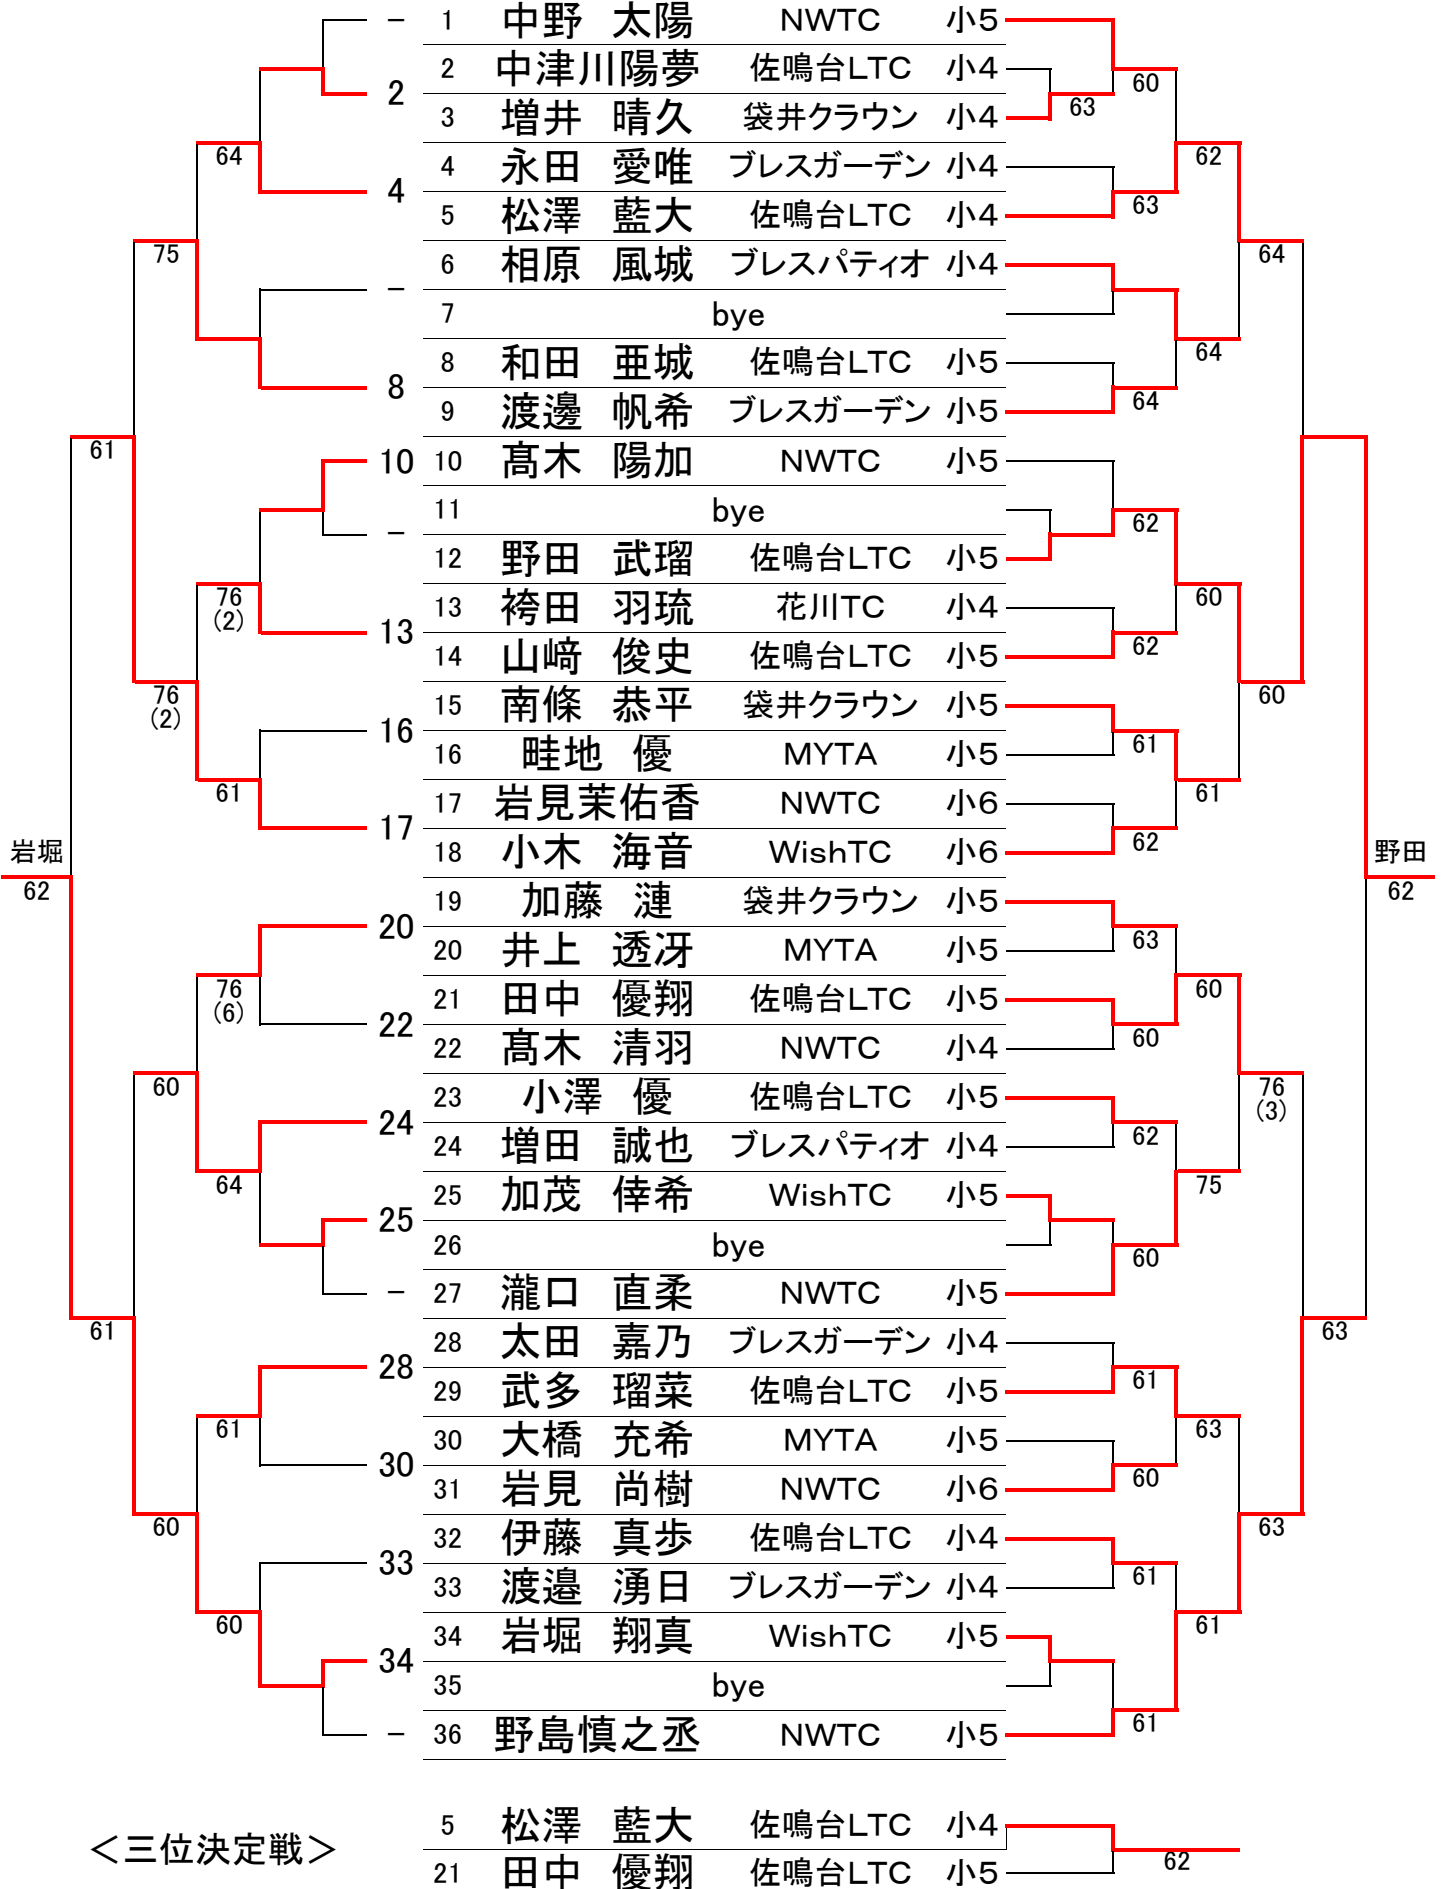 － 1 中野　太陽 NWTC 小5
2 中津川陽夢 佐鳴台LTC 小4 60
2 63
3 増井　晴久 袋井クラウン 小4
64 4 永田　愛唯 ブレスガーデン 小4 62
4 63
5 松澤　藍大 佐鳴台LTC 小4
75 6 相原　風城 ブレスパティオ 小4 64
－
7 bye
64
8 和田　亜城 佐鳴台LTC 小5
8 64
9 渡邊　帆希 ブレスガーデン 小5
61
10 10 髙木　陽加 NWTC 小5
11 bye 62
－
12 野田　武瑠 佐鳴台LTC 小5
76 13 袴田　羽琉 花川TC 小4 60
(2)
13 62
14 山﨑　俊史 佐鳴台LTC 小5
76 15 南條　恭平 袋井クラウン 小5 60
(2)
16 61
16 畦地　優 MYTA 小5
61 17 岩見茉佑香 NWTC 小6 61
17 62
岩堀 18 小木　海音 WishTC 小6 野田
62 19 加藤　漣 袋井クラウン 小5 62
20 63
20 井上　透冴 MYTA 小5
76 21 田中　優翔 佐鳴台LTC 小5 60
(6)
22 60
22 髙木　清羽 NWTC 小4
60 23 小澤　優 佐鳴台LTC 小5 76
(3)
24 62
24 増田　誠也 ブレスパティオ 小4
64 25 加茂　倖希 WishTC 小5 75
25
26 bye 60
－ 27 瀧口　直柔 NWTC 小5
61 63
28 太田　嘉乃 ブレスガーデン 小4
28 61
29 武多　瑠菜 佐鳴台LTC 小5
61 30 大橋　充希 MYTA 小5 63
30 60
31 岩見　尚樹 NWTC 小6
60 32 伊藤　真歩 佐鳴台LTC 小4 63
33 61
33 渡邉　湧日 ブレスガーデン 小4
60 34 岩堀　翔真 WishTC 小5 61
34
35 bye
61
－ 36 野島慎之丞 NWTC 小5
5 松澤　藍大 佐鳴台LTC 小4
＜三位決定戦＞ 62
21 田中　優翔 佐鳴台LTC 小5